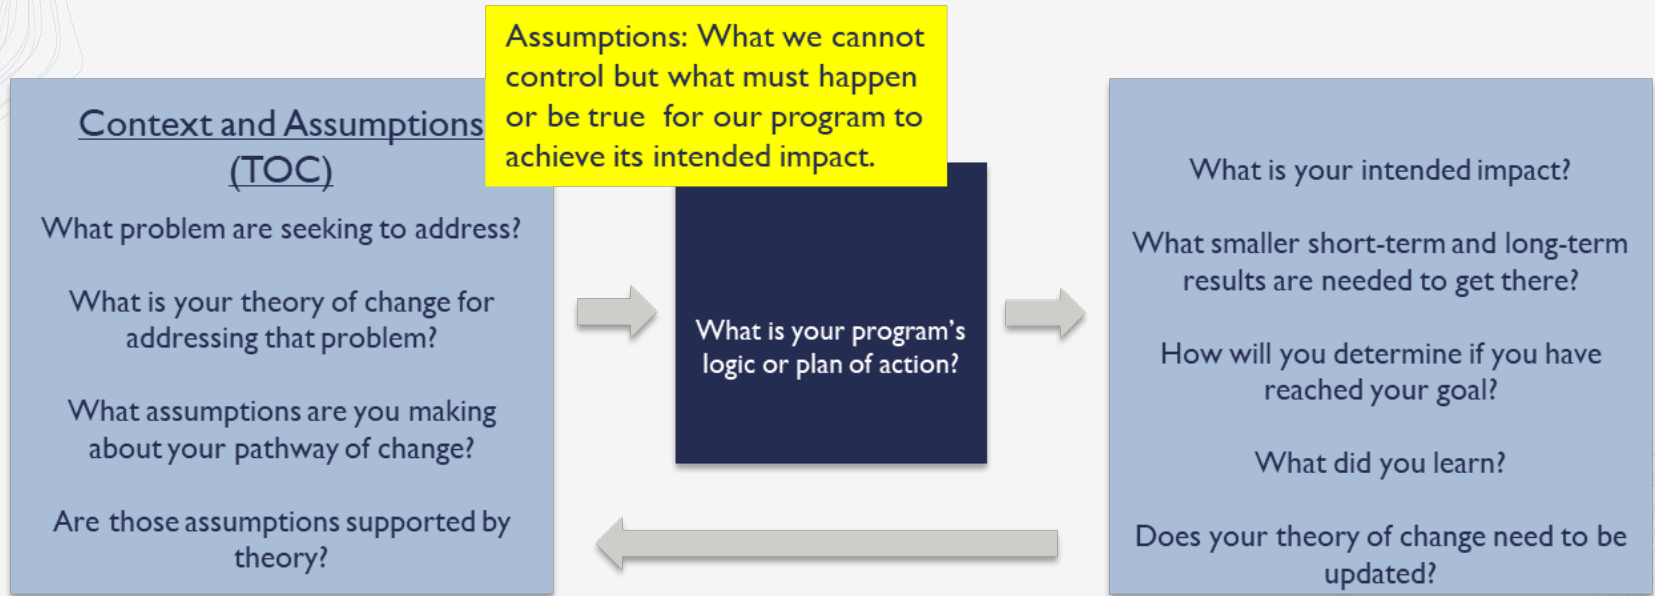 Assumptions: What we cannot
control but what must happen
or be true for our program to
achieve its intended impact.
Context and Assumptions
(TOC)
What problem are seeking to address?
What is your theory of change for
addressing that problem?
What assumptions are you making
about your pathway of change?
Are those assumptions supported by
theory?
What is your program's
logic or plan of action?
What is your intended impact?
What smaller short-term and long-term
results are needed to get there?
How will you determine if you have
reached your goal?
What did you learn?
Does your theory of change need to be
updated?